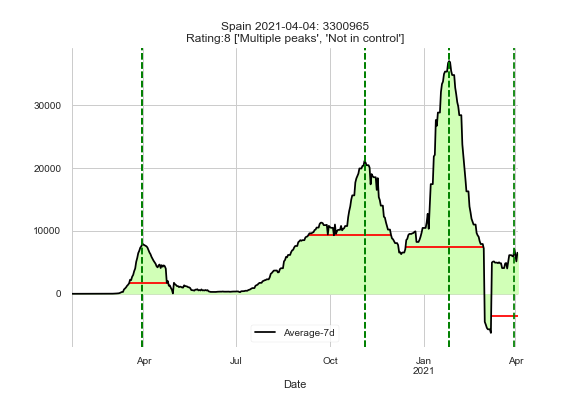 Spain 2021-04-04: 3300965
Rating:8 ['Multiple peaks', 'Not in control']
30000
20000
10000
0
Average-7d
Apr
Jul
Oct
Jan
2021
Apr
Date